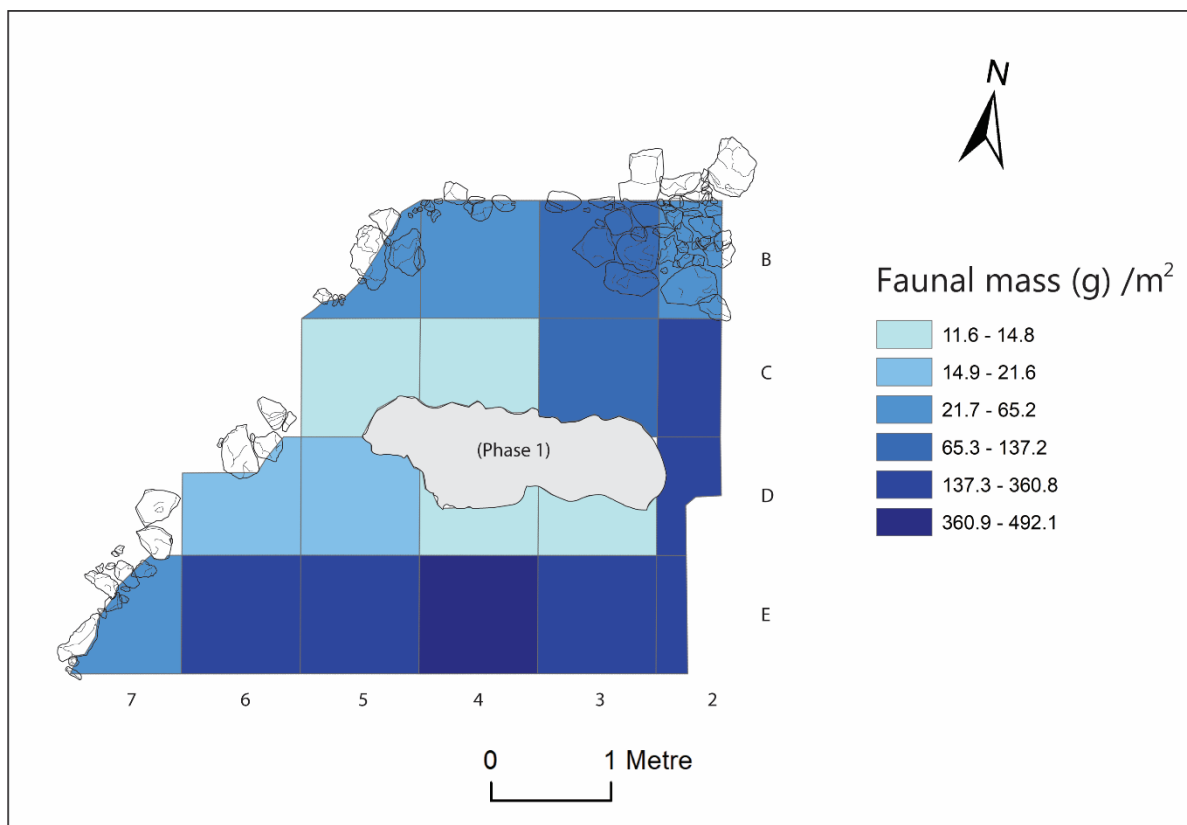 N
B
Faunal mass (g) /m²
11.6 - 14.8
C
14.9 - 21.6
21.7 - 65.2
(Phase 1)
65.3 - 137.2
D
137.3 - 360.8
360.9 - 492.1
E
7 6 5 4 3 2
0 1 Metre